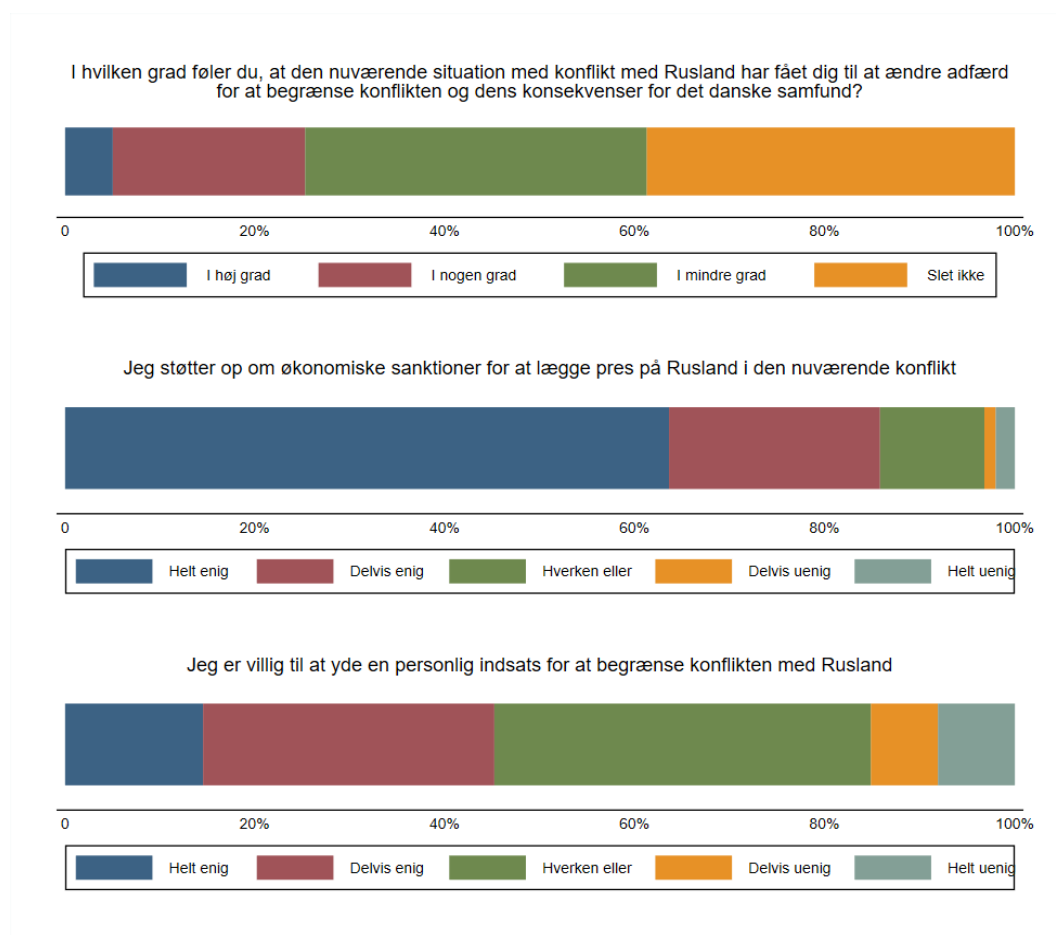 I hvilken grad føler du, at den nuværende situation med konflikt med Rusland har fået dig til at ændre adfærd
for at begrænse konflikten og dens konsekvenser for det danske samfund?
0 20% 40% 60% 80% 100%
I høj grad I nogen grad I mindre grad Slet ikke
Jeg støtter op om økonomiske sanktioner for at lægge pres på Rusland i den nuværende konflikt
0 20% 40% 60% 80% 100%
Helt enig Delvis enig Hverken eller Delvis uenig Helt uenig
Jeg er villig til at yde en personlig indsats for at begrænse konflikten med Rusland
0 20% 40% 60% 80% 100%
Helt enig Delvis enig Hverken eller Delvis uenig Helt uenig